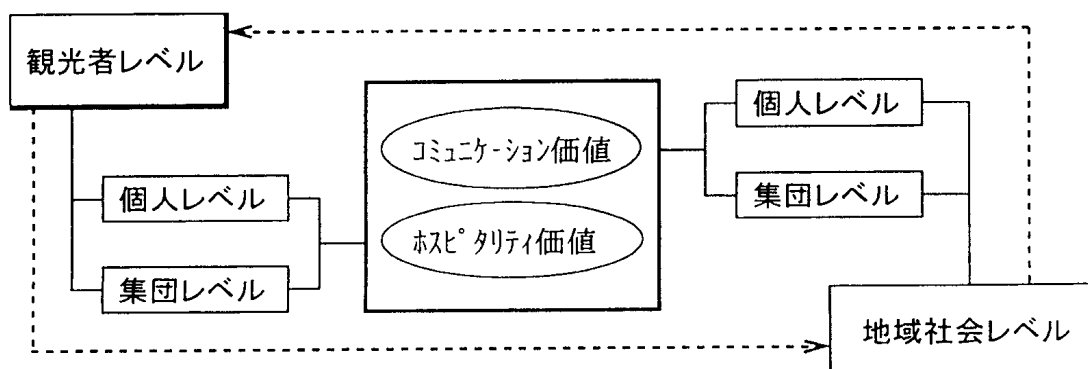 観光者レベル
個人レベル
集団レベル
コミュニケーション価値
ホスピタリティ価値
個人レベル
集団レベル
地域社会レベル